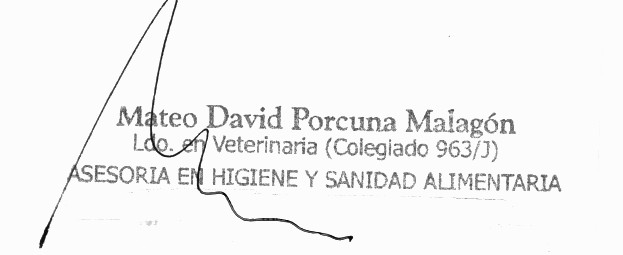 Mateo David Porcuna Malagón
Ldo. en Veterinaria (Colegiado 963/J)
ASESORIA EN HIGIENE Y SANIDAD ALIMENTARIA